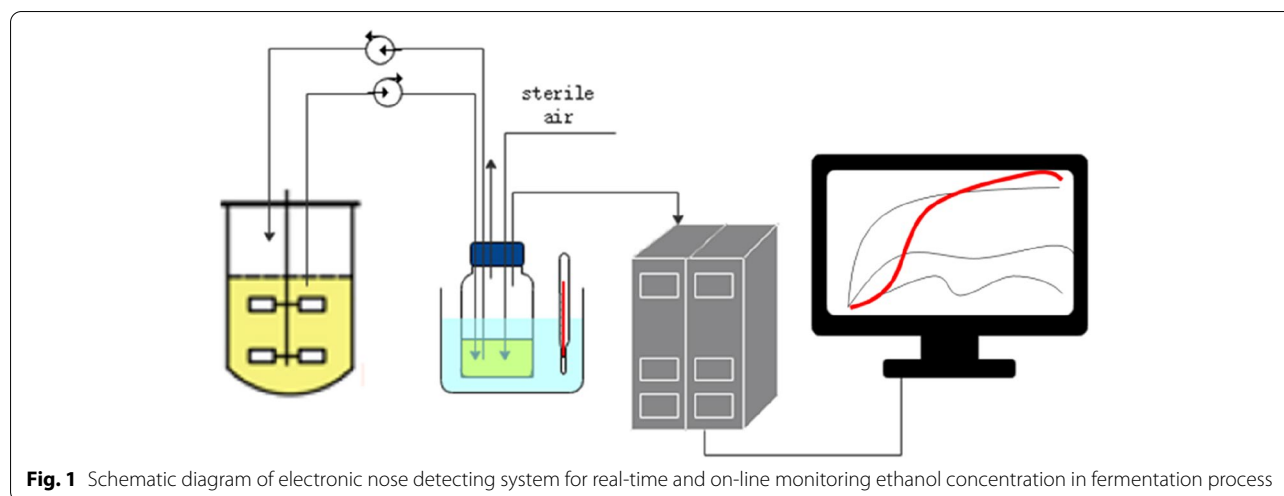 sterile
air
Fig. 1 Schematic diagram of electronic nose detecting system for real-time and on-line monitoring ethanol concentration in fermentation process